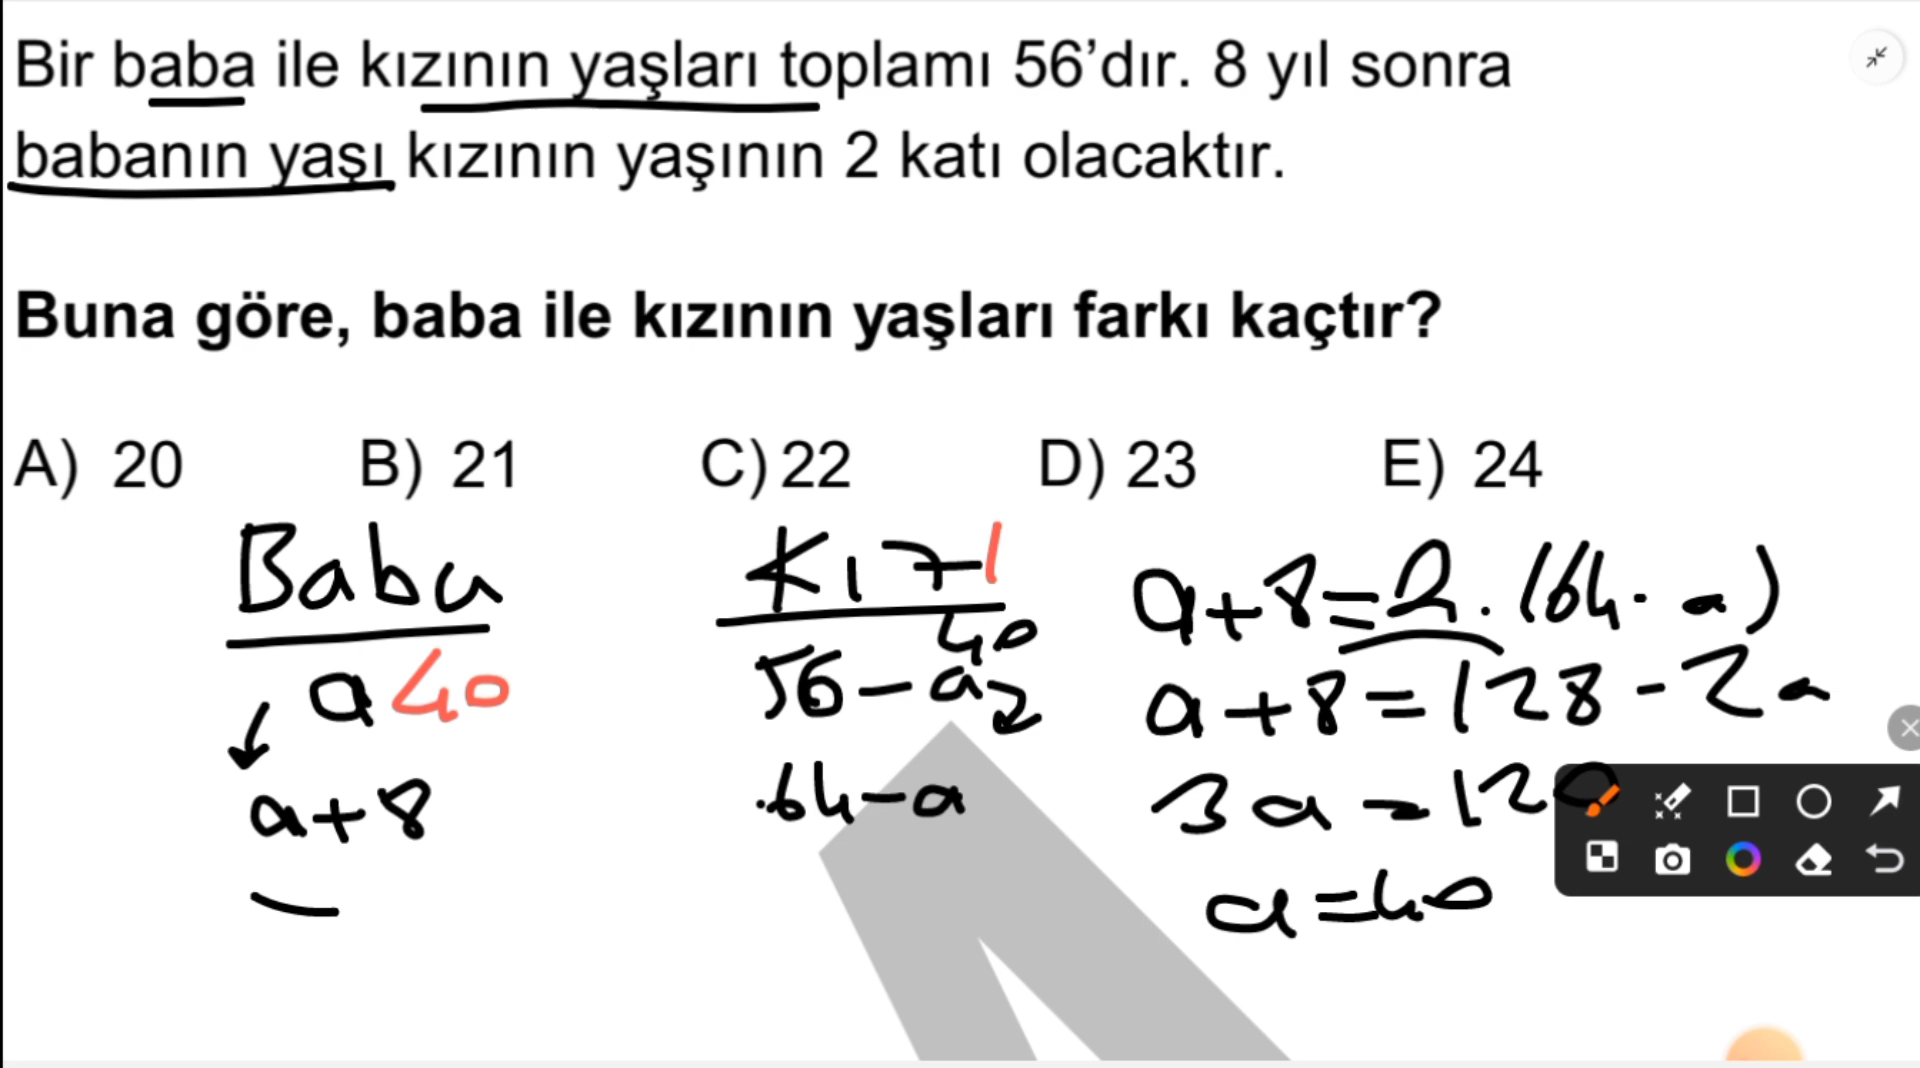 Bir baba ile kızının yaşları toplamı 56’dır. 8 yıl sonra
babanın yaşı kızının yaşının 2 katı olacaktır.
Buna göre, baba ile kızının yaşları farkı kaçtır?
A) 20 B) 21 C) 22 D) 23 E) 24
Baba
a 40
a+8
Kız
56-a
40
64-a
a+8=2.(64-a)
a+8=128-2a
3a=120
a=40